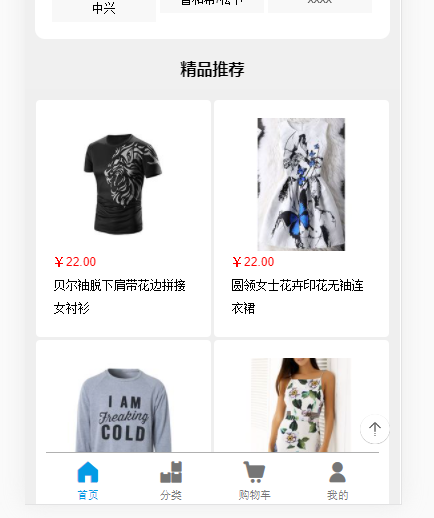 中兴
xxxx
精品推荐
￥22.00
￥22.00
贝尔袖脱下肩带花边拼接
女衬衫
圆领女士花卉印花无袖连
衣裙
I AM
Freaking
COLD
首页
分类
购物车
我的